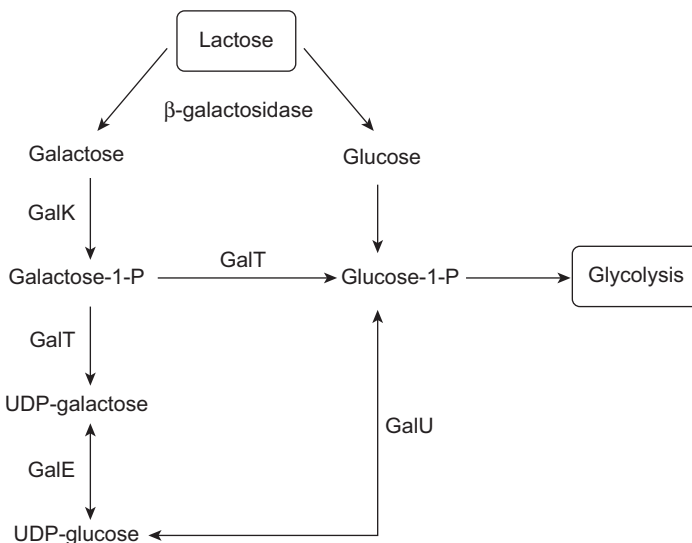 Lactose
β-galactosidase
Galactose
Glucose
GalK
Galactose-1-P
GalT
Glucose-1-P
Glycolysis
GalT
UDP-galactose
GalU
GalE
UDP-glucose